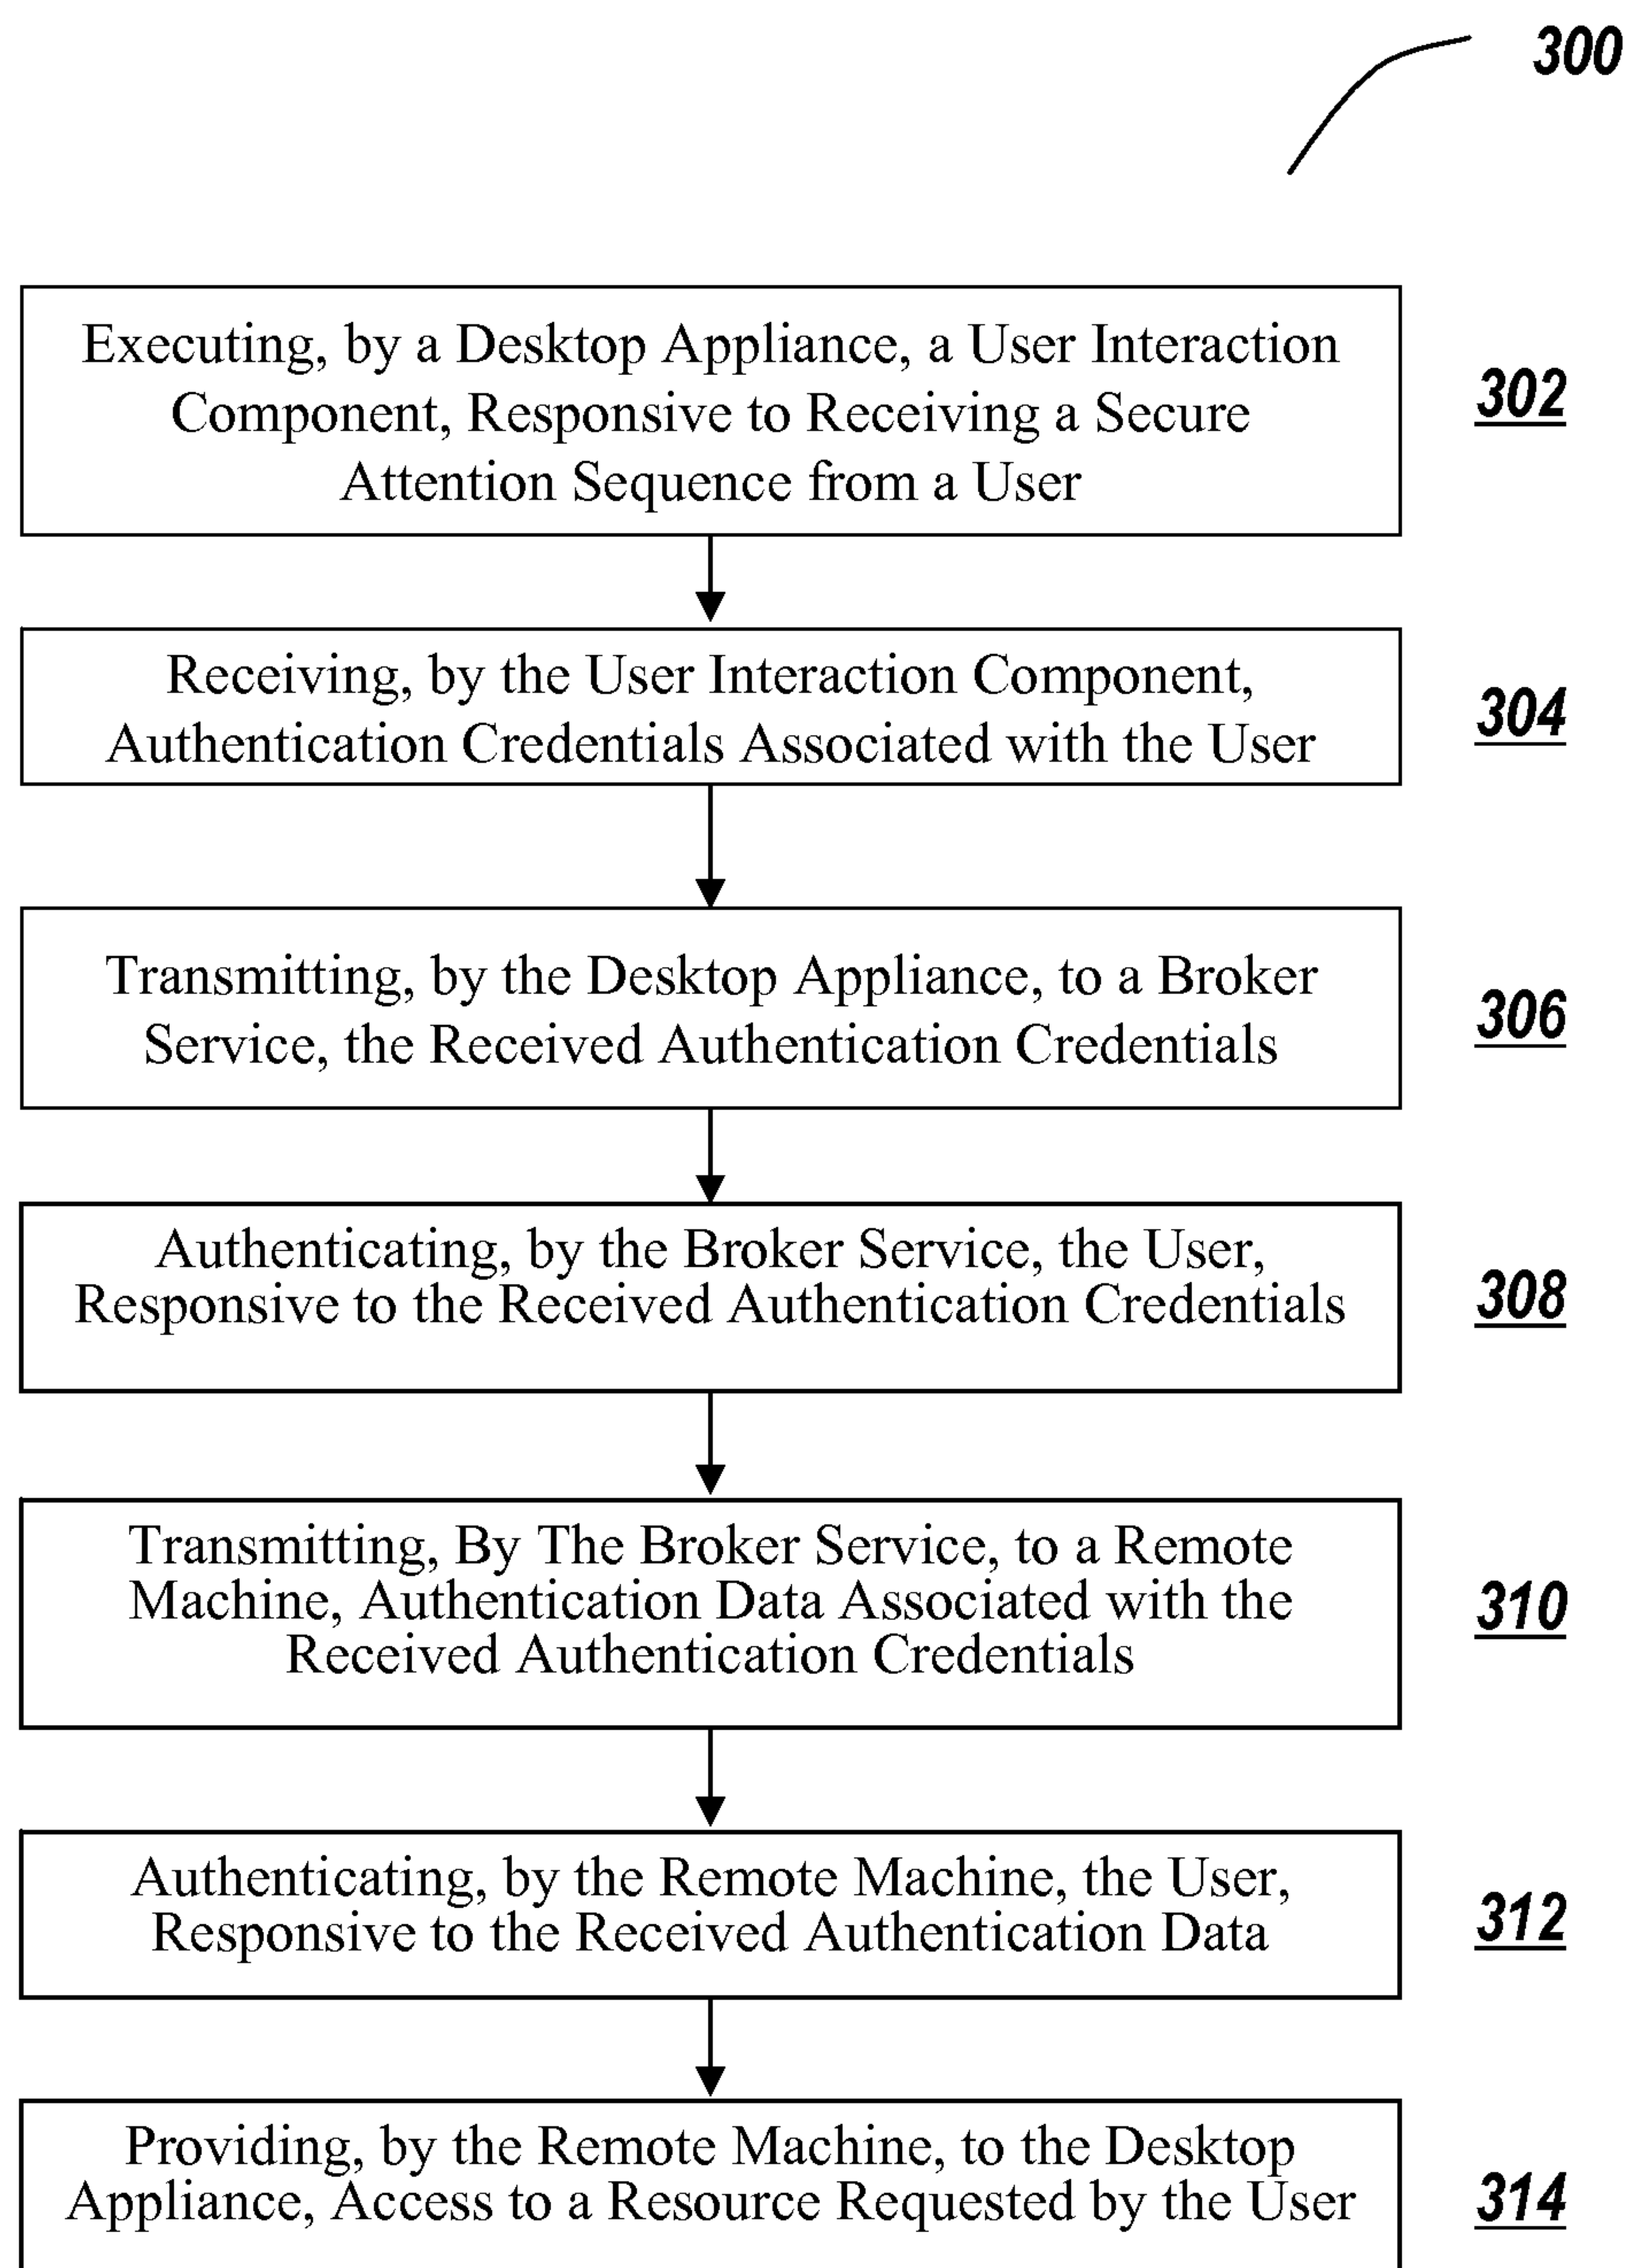 300
Executing, by a Desktop Appliance, a User Interaction
Component, Responsive to Receiving a Secure
Attention Sequence from a User
302
Receiving, by the User Interaction Component,
Authentication Credentials Associated with the User
304
Transmitting, by the Desktop Appliance, to a Broker
Service, the Received Authentication Credentials
306
Authenticating, by the Broker Service, the User,
Responsive to the Received Authentication Credentials
308
Transmitting, By The Broker Service, to a Remote
Machine, Authentication Data Associated with the
Received Authentication Credentials
310
Authenticating, by the Remote Machine, the User,
Responsive to the Received Authentication Data
312
Providing, by the Remote Machine, to the Desktop
Appliance, Access to a Resource Requested by the User
314